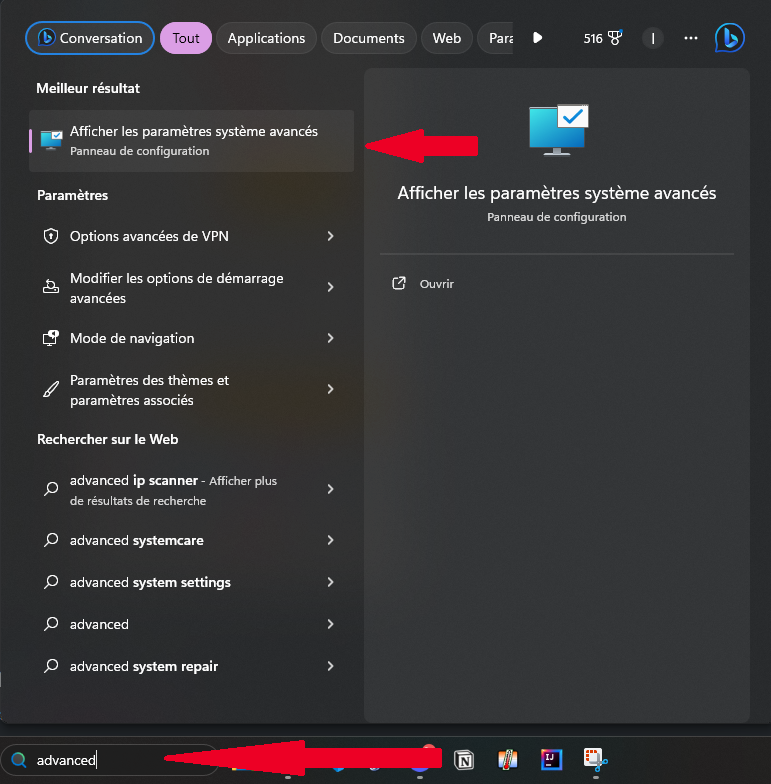 Conversation
Tout
Applications
Documents
Web
Para
516
I
Meilleur résultat
Afficher les paramètres système avancés
Panneau de configuration
Paramètres
Options avancées de VPN
Modifier les options de démarrage
avancées
Mode de navigation
Paramètres des thèmes et
paramètres associés
Rechercher sur le Web
advanced ip scanner - Afficher plus
de résultats de recherche
advanced systemcare
advanced system settings
advanced
advanced system repair
Afficher les paramètres système avancés
Panneau de configuration
Ouvrir
advanced
N
IJ